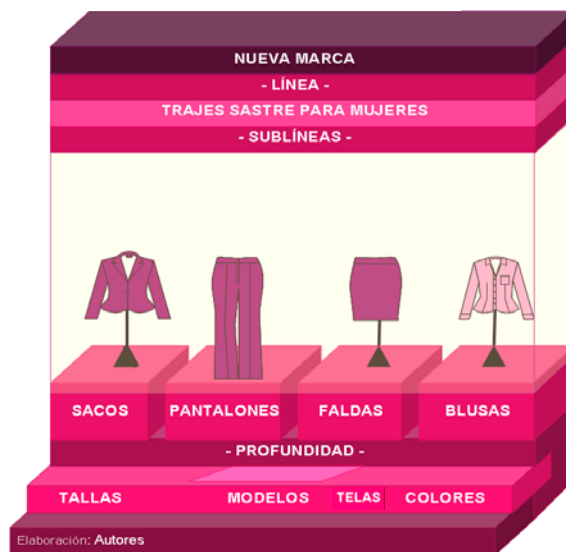 NUEVA MARCA
- LÍNEA -
TRAJES SASTRE PARA MUJERES
- SUBLÍNEAS -
SACOS PANTALONES FALDAS BLUSAS
- PROFUNDIDAD -
TALLAS MODELOS TELAS COLORES
Elaboración: Autores